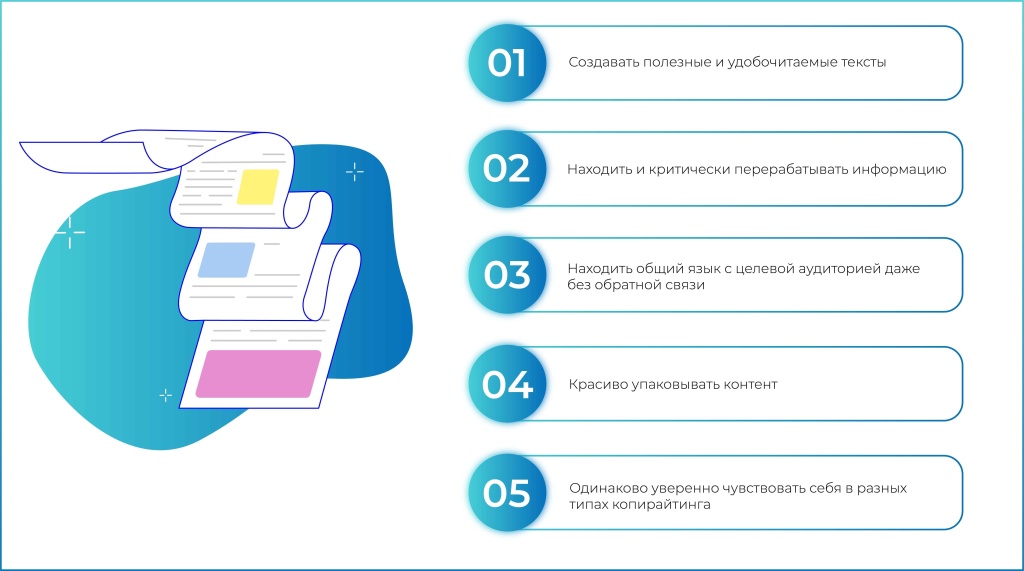 01
Создавать полезные и удобочитаемые тексты
02
Находить и критически перерабатывать информацию
03
Находить общий язык с целевой аудиторией даже
без обратной связи
04
Красиво упаковывать контент
05
Одинаково уверенно чувствовать себя в разных
типах копирайтинга